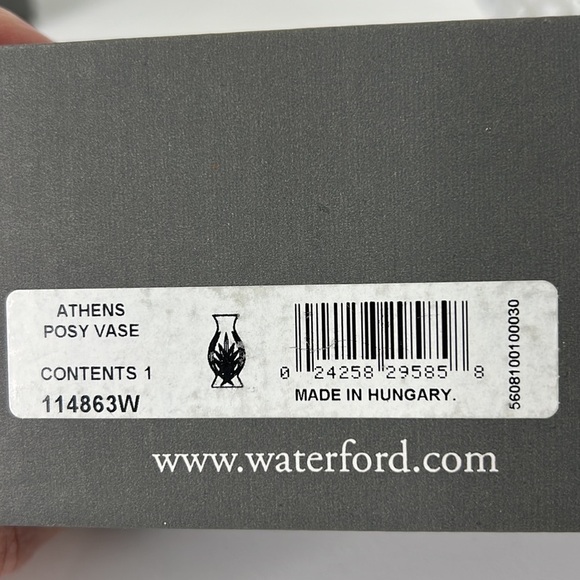 ATHENS
POSY VASE
CONTENTS 1
114863W
0 24258 29585 8
MADE IN HUNGARY.
5608100100030
www.waterford.com